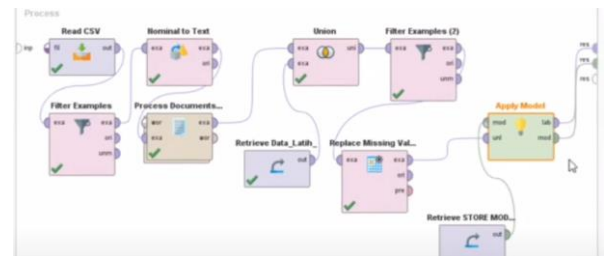 Process
Read CSV
Nominal to Text
Union
Filter Examples (2)
inp
fil
out
exa
exa
ori
exa
exa
uni
exa
exa
ori
unm
res
res
res
Filter Examples
Process Documents...
Apply Model
exa
exa
ori
unm
wor
exa
exa
wor
mod
unl
lab
mod
Retrieve Data_Latih_
Replace Missing Val...
out
exa
exa
ori
pre
Retrieve STORE MOD...
out